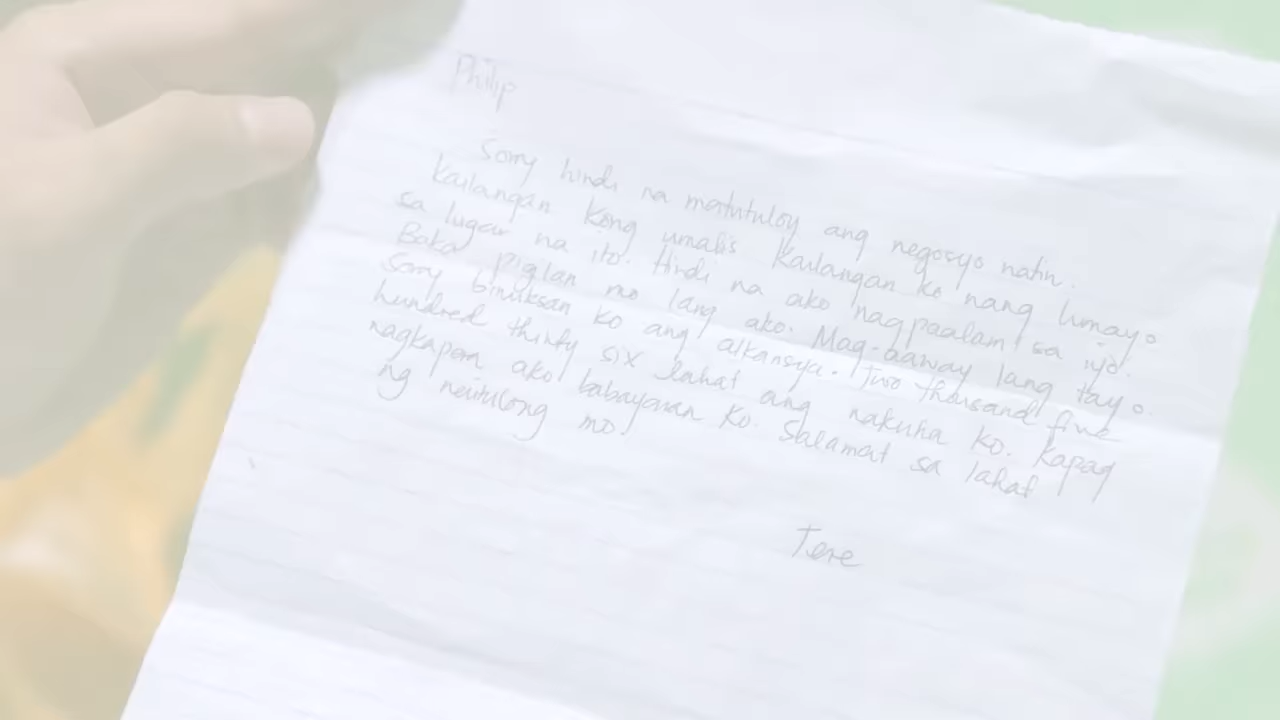 Philip
Sorry hindi na matutuloy ang negosyo natin.
Kailangan kong umalis Kailangan ko nang lumayo
sa lugar na ito. Hindi na ako nagpaalam sa iyo.
Baka pigilan mo lang ako. Mag-aaway lang tayo.
Sorry binuksan ko ang alkansya. Two thousand five
hundred thirty six lahat ang nakuha ko. Kapag
nagkapera ako babayaran ko. Salamat sa lahat
ng naitulong mo.
Tere